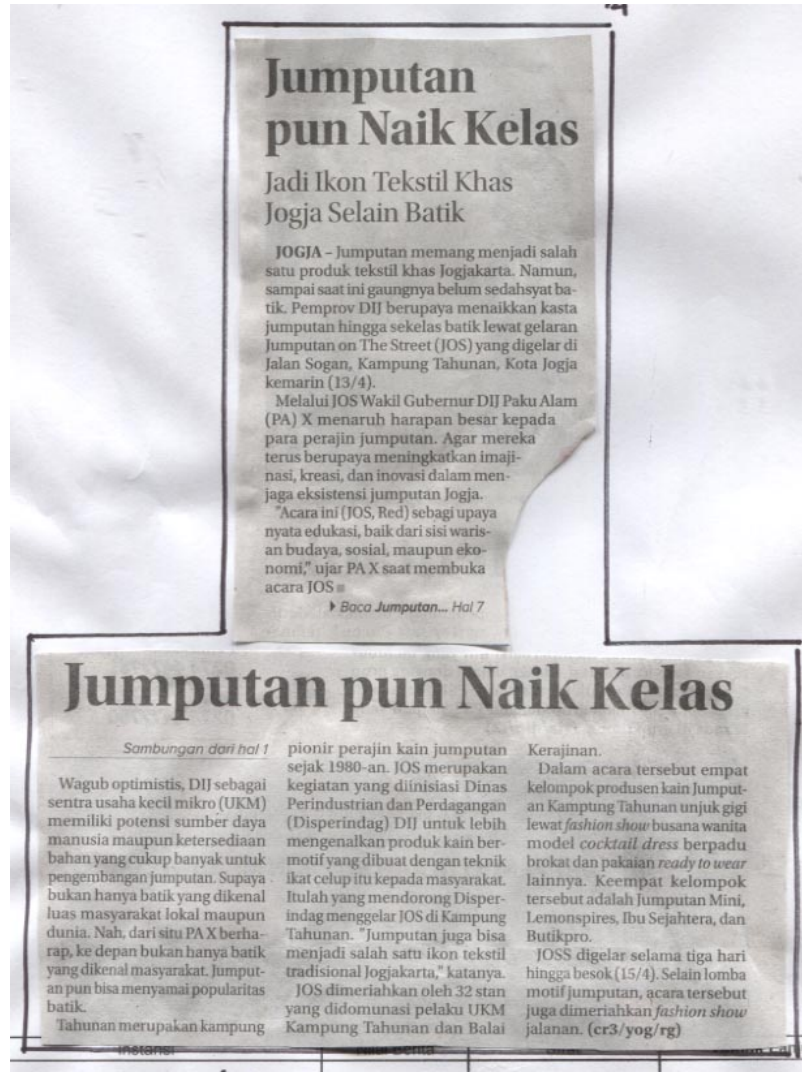 Jumputan
pun Naik Kelas
Jadi Ikon Tekstil Khas
Jogja Selain Batik
JOGJA – Jumputan memang menjadi salah
satu produk tekstil khas Jogjakarta. Namun,
sampai saat ini gaungnya belum sedahsyat ba-
tik. Pemprov DIJ berupaya menaikkan kasta
jumputan hingga sekelas batik lewat gelaran
Jumputan on The Street (JOS) yang digelar di
Jalan Sogan, Kampung Tahunan, Kota Jogja
kemarin (13/4).
Melalui JOS Wakil Gubernur DIJ Paku Alam
(PA) X menaruh harapan besar kepada
para perajin jumputan. Agar mereka
terus berupaya meningkatkan imaji-
nasi, kreasi, dan inovasi dalam men-
jaga eksistensi jumputan Jogja.
"Acara ini (JOS, Red) sebagi upaya
nyata edukasi, baik dari sisi waris-
an budaya, sosial, maupun eko-
nomi," ujar PA X saat membuka
acara JOS
Baca Jumputan... Hal 7
Jumputan pun Naik Kelas
Sambungan dari hal 1
Wagub optimistis, DIJ sebagai
sentra usaha kecil mikro (UKM)
memiliki potensi sumber daya
manusia maupun ketersediaan
bahan yang cukup banyak untuk
pengembangan jumputan. Supaya
bukan hanya batik yang dikenal
luas masyarakat lokal maupun
dunia. Nah, dari situ PA X berha-
rap, ke depan bukan hanya batik
yang dikenal masyarakat. Jumput-
an pun bisa menyamai popularitas
batik.
Tahunan merupakan kampung
pionir perajin kain jumputan
sejak 1980-an. JOS merupakan
kegiatan yang diinisiasi Dinas
Perindustrian dan Perdagangan
(Disperindag) DIJ untuk lebih
mengenalkan produk kain ber-
motif yang dibuat dengan teknik
ikat celup itu kepada masyarakat.
Itulah yang mendorong Disper-
indag menggelar JOS di Kampung
Tahunan. "Jumputan juga bisa
menjadi salah satu ikon tekstil
tradisional Jogjakarta," katanya.
JOS dimeriahkan oleh 32 stan
yang didomunasi pelaku UKM
Kampung Tahunan dan Balai
Kerajinan.
Dalam acara tersebut empat
kelompok produsen kain Jumput-
an Kampung Tahunan unjuk gigi
lewat fashion show busana wanita
model cocktail dress berpadu
brokat dan pakaian ready to wear
lainnya. Keempat kelompok
tersebut adalah Jumputan Mini,
Lemonspires, Ibu Sejahtera, dan
Butikpro.
JOSS digelar selama tiga hari
hingga besok (15/4). Selain lomba
motif jumputan, acara tersebut
juga dimeriahkan fashion show
jalanan. (cr3/yog/rg)